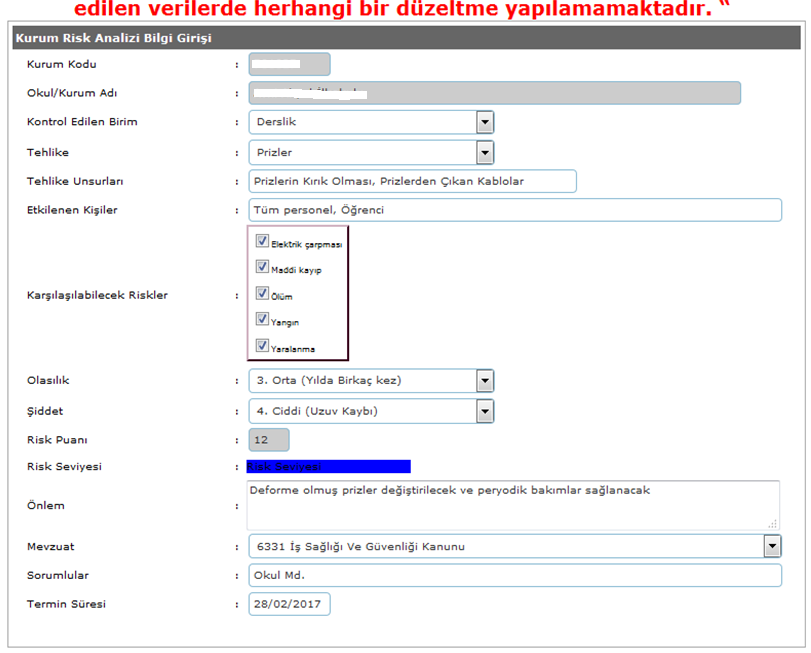 edilen verilerde herhangi bir düzeltme yapılamamaktadır. “
Kurum Risk Analizi Bilgi Girişi
Kurum Kodu :
Okul/Kurum Adı :
Kontrol Edilen Birim : Derslik
Tehlike : Prizler
Tehlike Unsurları : Prizlerin Kırık Olması, Prizlerden Çıkan Kablolar
Etkilenen Kişiler : Tüm personel, Öğrenci
Elektrik çarpması
Maddi kayıp
Karşılaşılabilecek Riskler : Ölüm
Yangın
Yaralanma
Olasılık : 3. Orta (Yılda Birkaç kez)
Şiddet : 4. Ciddi (Uzuv Kaybı)
Risk Puanı : 12
Risk Seviyesi : Risk Seviyesi
Önlem : Deforme olmuş prizler değiştirilecek ve peryodik bakımlar sağlanacak
Mevzuat : 6331 İş Sağlığı Ve Güvenliği Kanunu
Sorumlular : Okul Md.
Termin Süresi : 28/02/2017